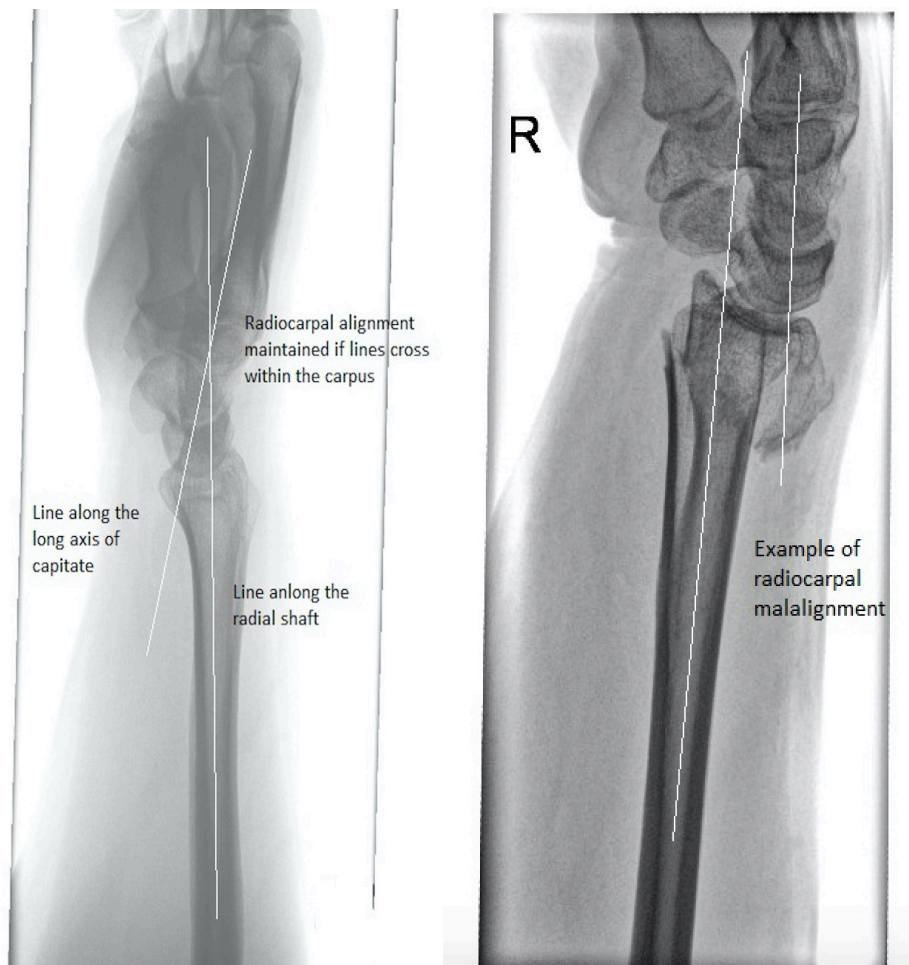 Radiocarpal alignment
maintained if lines cross
within the carpus
Line along the
long axis of
capitate
Line anlong the
radial shaft
R
Example of
radiocarpal
malalignment